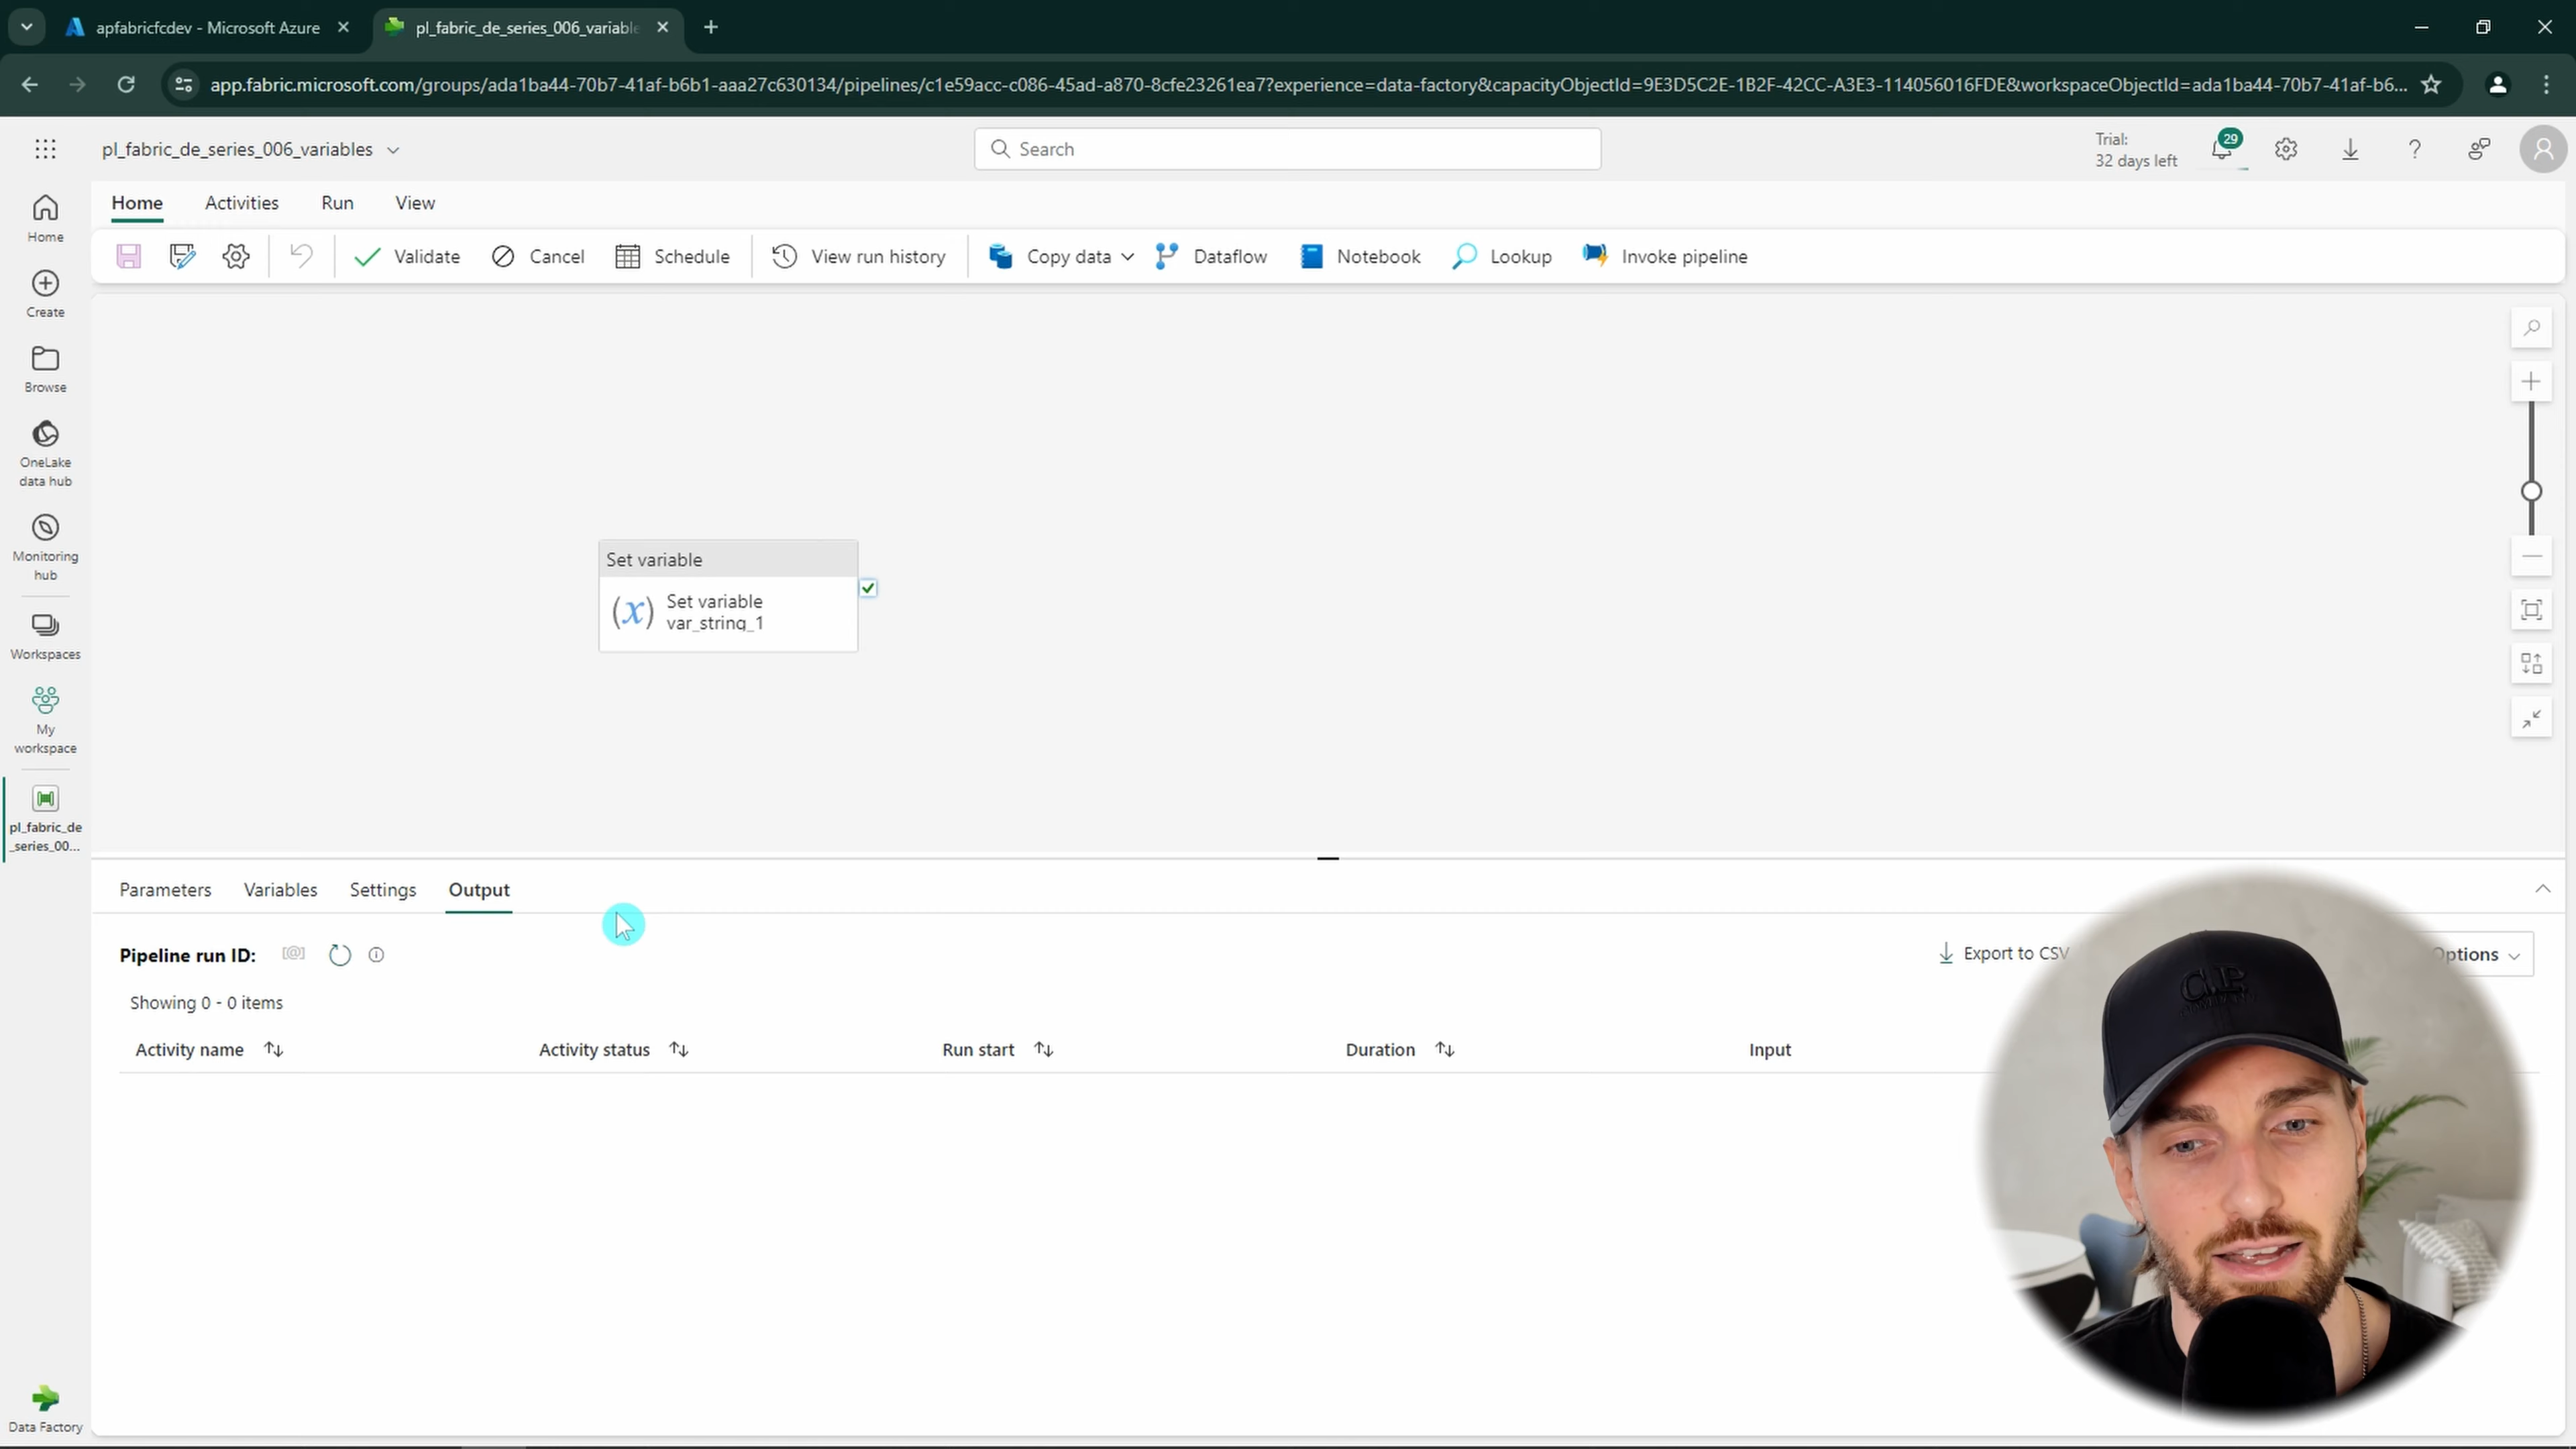 apfabricfcdev - Microsoft Azure
pl_fabric_de_series_006_variable
app.fabric.microsoft.com/groups/ada1ba44-70b7-41af-b6b1-aaa27c630134/pipelines/c1e59acc-c086-45ad-a870-8cfe23261ea7?experience=data-factory&capacityObjectId=9E3D5C2E-1B2F-42CC-A3E3-114056016FDE&workspaceObjectId=ada1ba44-70b7-41af-b6...
pl_fabric_de_series_006_variables
Search
Trial:
32 days left
29
Home
Activities
Run
View
Validate
Cancel
Schedule
View run history
Copy data
Dataflow
Notebook
Lookup
Invoke pipeline
Home
Create
Browse
OneLake
data hub
Monitoring
hub
Workspaces
My
workspace
pl_fabric_de
_series_00...
Data Factory
Set variable
(x)
Set variable
var_string_1
Parameters
Variables
Settings
Output
Pipeline run ID:
Export to CSV
Options
Showing 0 - 0 items
Activity name
Activity status
Run start
Duration
Input